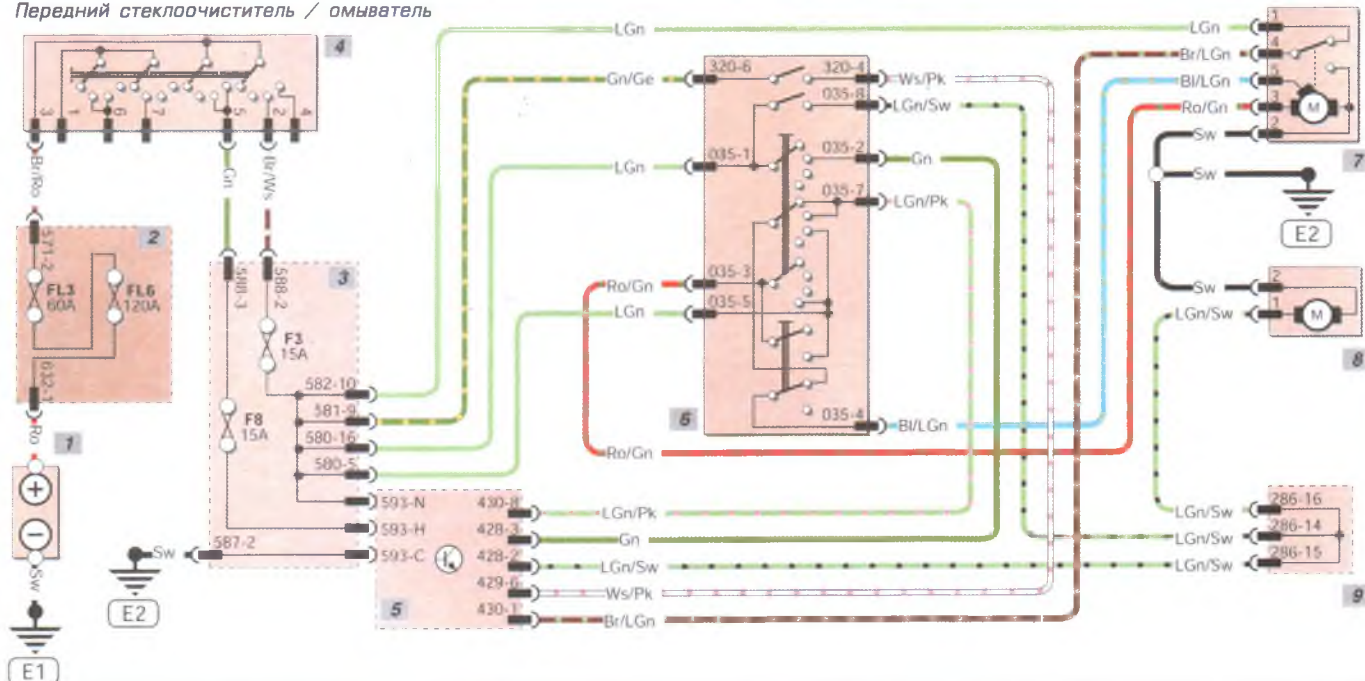 Передний стеклоочиститель / омыватель
4
3 1 6 7 5 2 4
Br/Ro
Gn
Br/Ws
2
571-2
FL3
60A
FL6
120A
632-1
Ro
1
+
−
Sw
E1
3
588-3
588-2
F3
15A
F8
15A
582-10
581-9
580-16
580-5
593-N
593-H
593-C
587-2
Sw
E2
5
430-8
428-3
428-2
429-6
430-1
LGn/Pk
Gn
LGn/Sw
Ws/Pk
Br/LGn
LGn
Gn/Ge
LGn
Ro/Gn
LGn
Ro/Gn
6
320-6
320-4
035-8
035-1
035-2
035-7
035-3
035-5
035-4
Ws/Pk
LGn/Sw
Gn
LGn/Pk
Bl/LGn
LGn
Br/LGn
Bl/LGn
Ro/Gn
Sw
1
4
5
3
2
M
7
Sw
E2
Sw
LGn/Sw
2
1
M
8
LGn/Sw
LGn/Sw
LGn/Sw
286-16
286-14
286-15
9